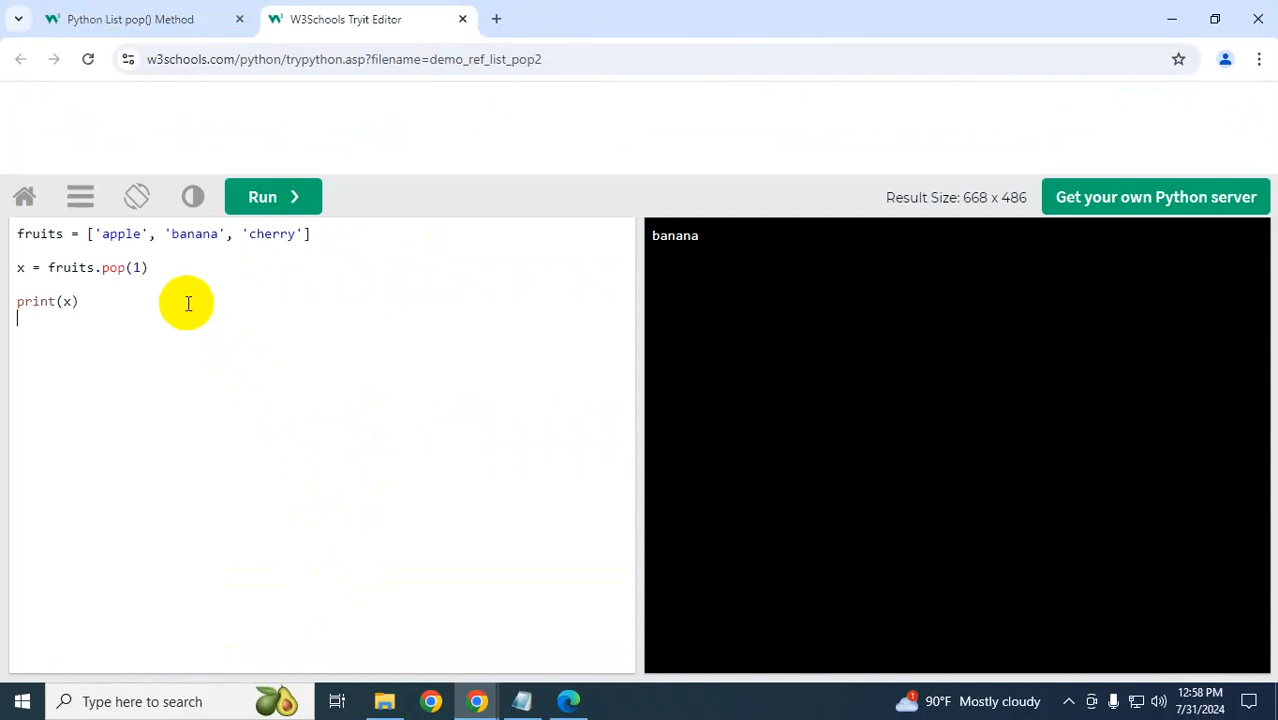 Python List pop() Method
W3Schools Tryit Editor
w3schools.com/python/trypython.asp?filename=demo_ref_list_pop2
Run ❯
Result Size: 668 x 486
Get your own Python server
fruits = ['apple', 'banana', 'cherry']
x = fruits.pop(1)
print(x)
banana
Type here to search
1
90°F Mostly cloudy
12:58 PM
7/31/2024